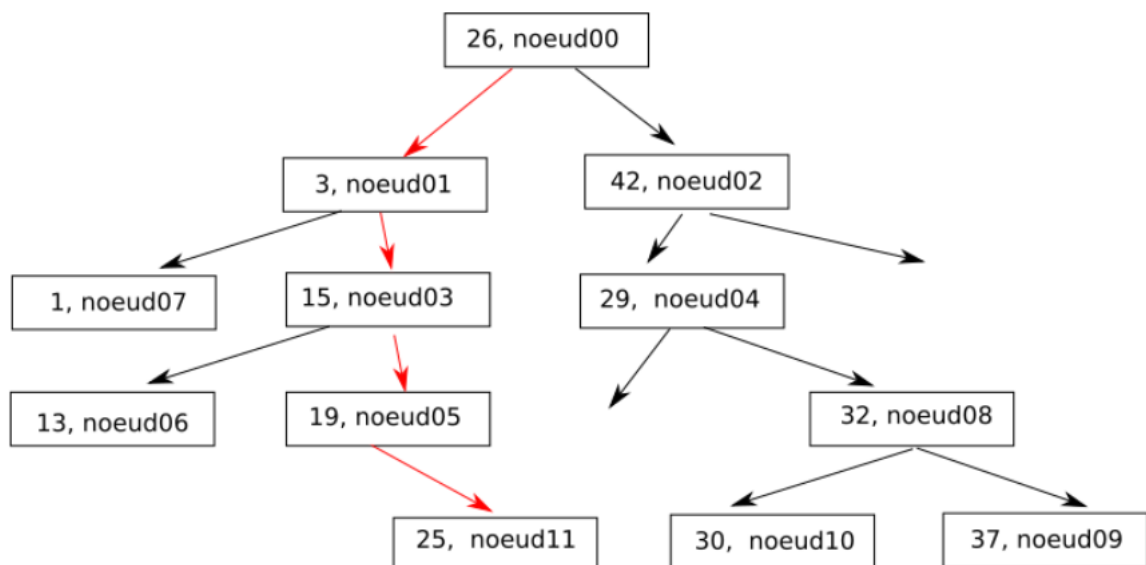 26, noeud00
3, noeud01
42, noeud02
1, noeud07
15, noeud03
29, noeud04
13, noeud06
19, noeud05
32, noeud08
25, noeud11
30, noeud10
37, noeud09